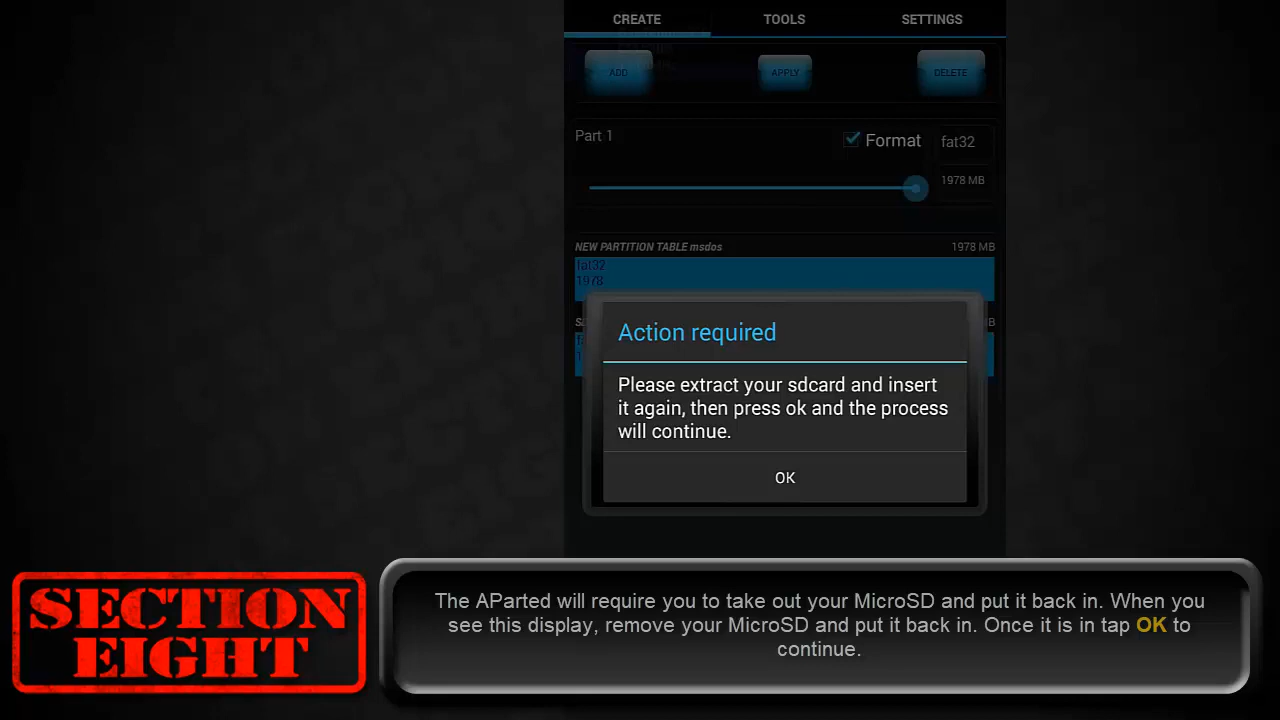 CREATE TOOLS SETTINGS
ADD APPLY DELETE
Part 1 Format fat32
1978 MB
NEW PARTITION TABLE msdos 1978 MB
fat32
1978
Action required
Please extract your sdcard and insert
it again, then press ok and the process
will continue.
OK
SECTION
EIGHT
The AParted will require you to take out your MicroSD and put it back in. When you
see this display, remove your MicroSD and put it back in. Once it is in tap OK to
continue.